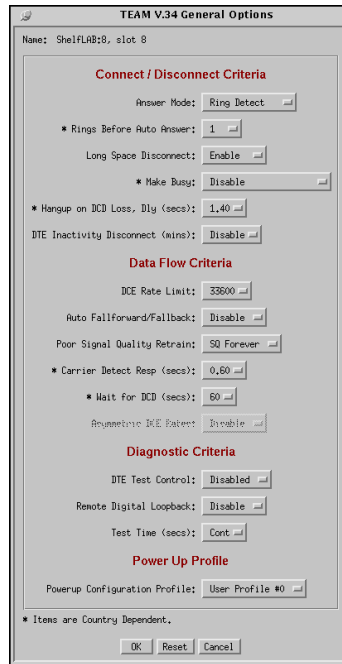 TEAM V.34 General Options
Name: ShelfLAB:8, slot 8
Connect / Disconnect Criteria
Answer Mode: Ring Detect
* Rings Before Auto Answer: 1
Long Space Disconnect: Enable
* Make Busy: Disable
* Hangup on DCD Loss, Dly (secs): 1.40
DTE Inactivity Disconnect (mins): Disable
Data Flow Criteria
DCE Rate Limit: 33600
Auto Fallforward/Fallback: Disable
Poor Signal Quality Retrain: SQ Forever
* Carrier Detect Resp (secs): 0.60
* Wait for DCD (secs): 60
Asymmetric DCE Rates: Disable
Diagnostic Criteria
DTE Test Control: Disabled
Remote Digital Loopback: Disable
Test Time (secs): Cont
Power Up Profile
Powerup Configuration Profile: User Profile #0
* Items are Country Dependent.
OK Reset Cancel